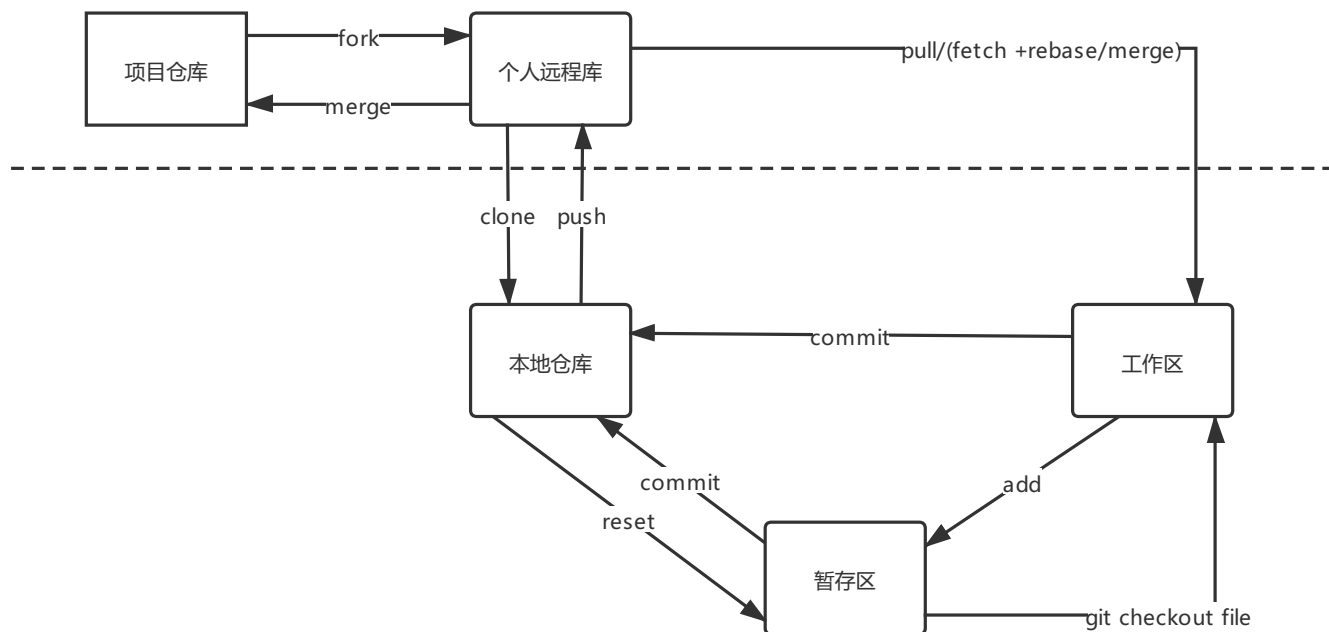 fork
pull/(fetch +rebase/merge)
项目仓库
个人远程库
merge
clone
push
commit
本地仓库
工作区
commit
add
reset
暂存区
git checkout file